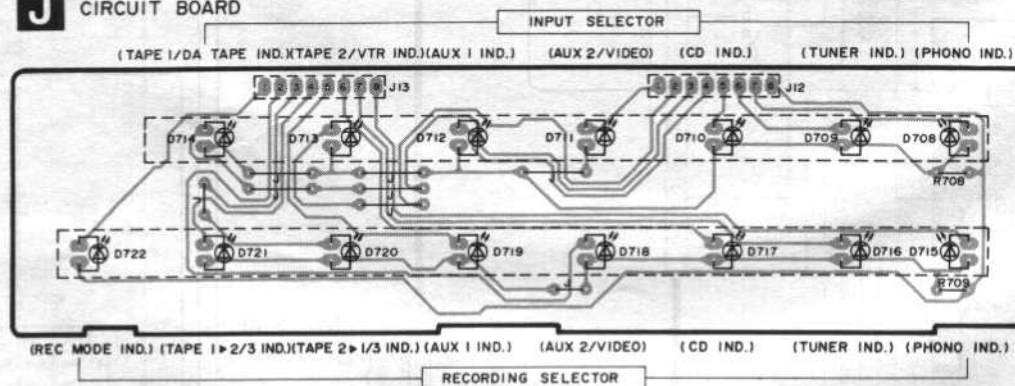 J CIRCUIT BOARD
INPUT SELECTOR
(TAPE 1/DA TAPE IND.)(TAPE 2/VTR IND.)(AUX 1 IND.) (AUX 2/VIDEO) (CD IND.) (TUNER IND.) (PHONO IND.)
2 3 4 5 6 7 8 J13 2 3 4 5 6 7 8 J12
D714 D713 D712 D711 D710 D709 D708
R708
D722 D721 D720 D719 D718 D717 D716 D715
J R709
(REC MODE IND.) (TAPE 1▶2/3 IND.)(TAPE 2▶1/3 IND.) (AUX 1 IND.) (AUX 2/VIDEO) (CD IND.) (TUNER IND.) (PHONO IND.)
RECORDING SELECTOR